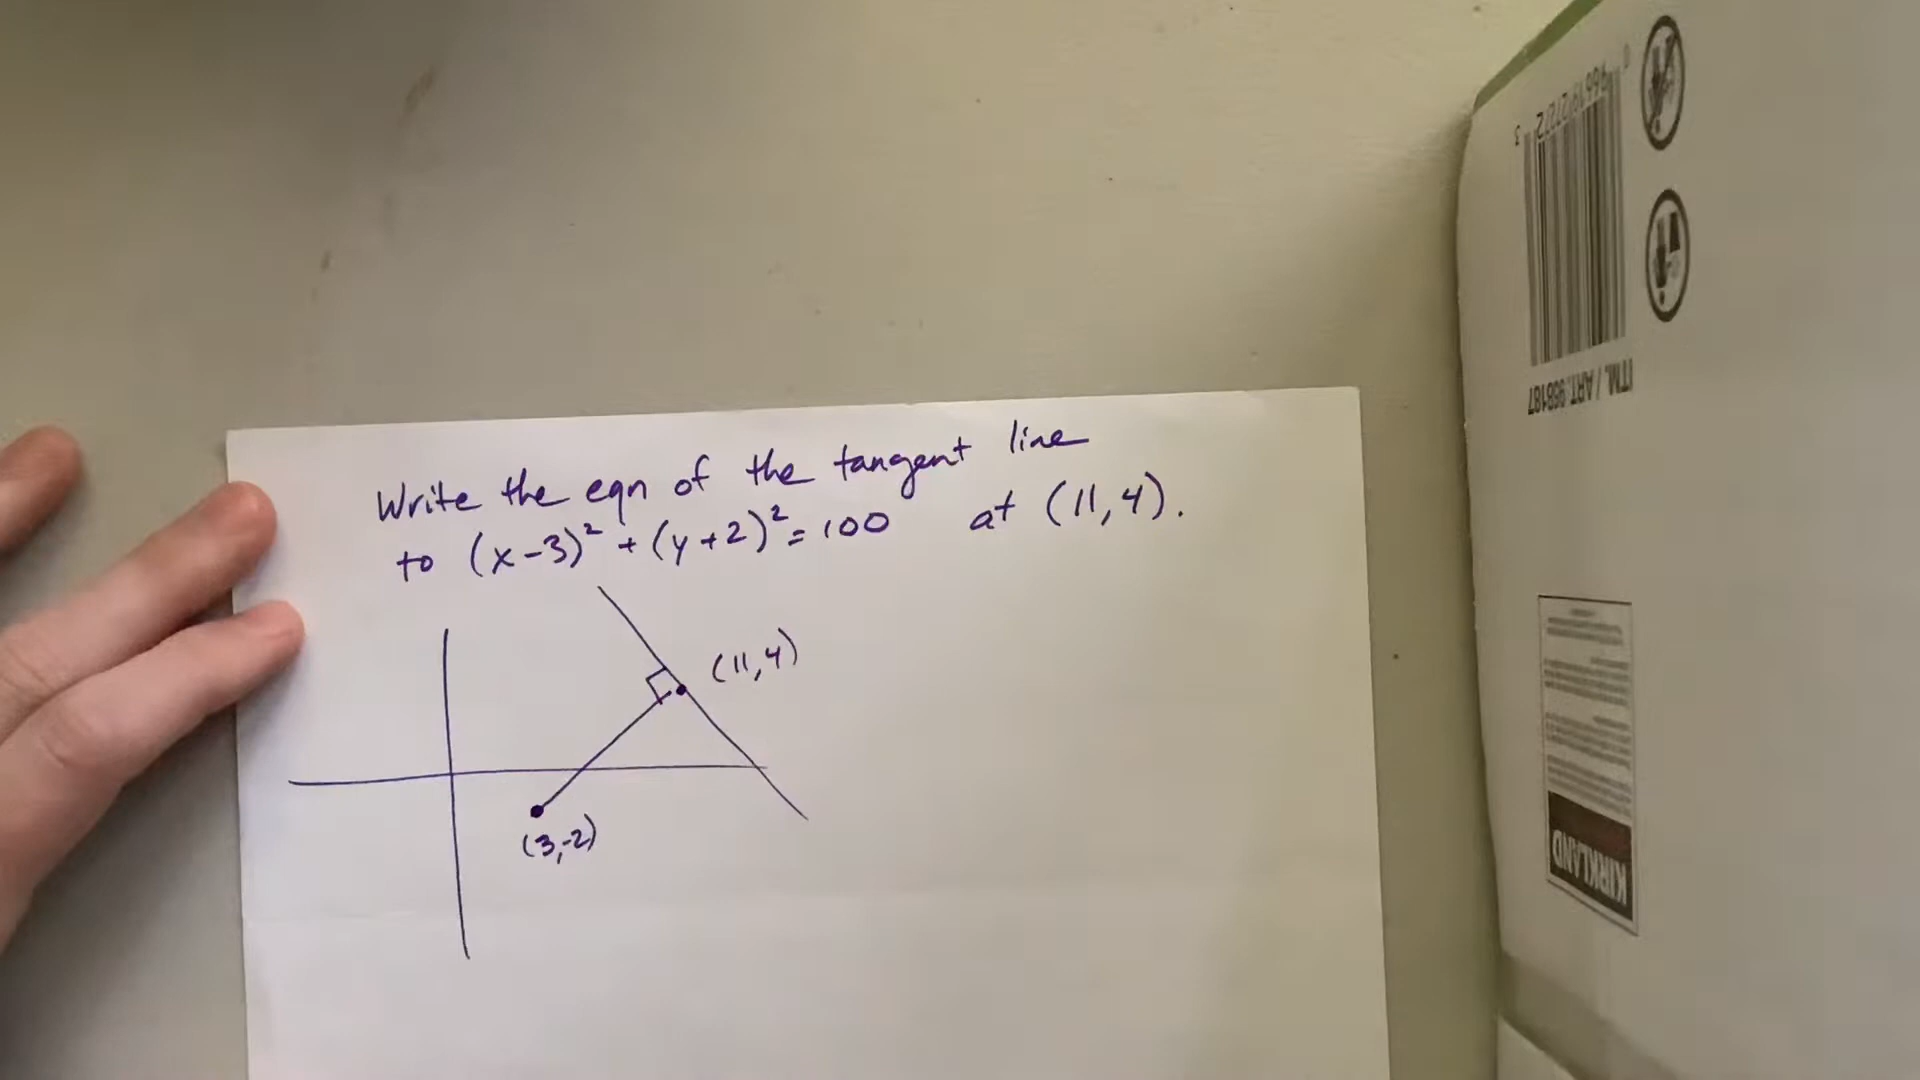 Write the eqn of the tangent line
to (x-3)² + (y+2)² = 100 at (11,4).
(11,4)
(3,-2)
ITM. / ART. 968187
KIRKLAND